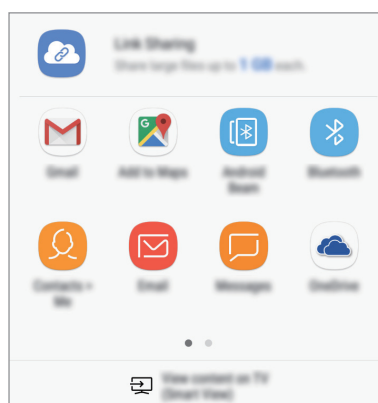 Link Sharing
Share large files up to 1 GB each.
Gmail
Add to Maps
Android
Beam
Bluetooth
Contacts >
Me
Email
Messages
OneDrive
View content on TV
(Smart View)